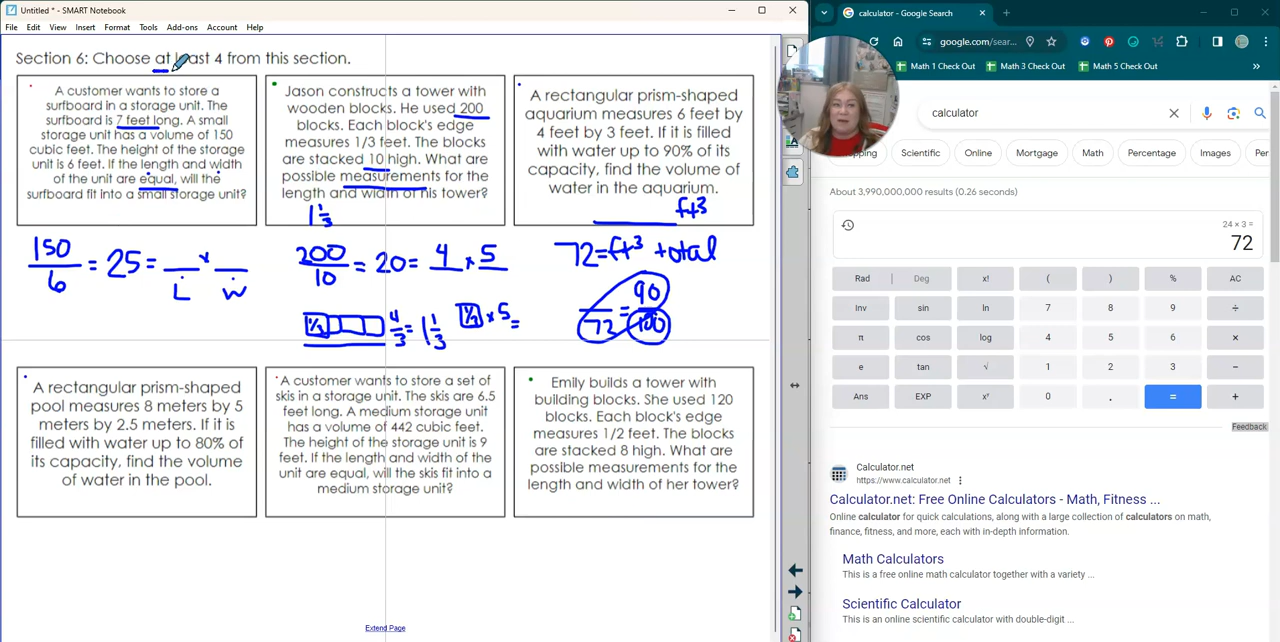 Untitled * - SMART Notebook
File Edit View Insert Format Tools Add-ons Account Help
Section 6: Choose at least 4 from this section.
A customer wants to store a
surfboard in a storage unit. The
surfboard is 7 feet long. A small
storage unit has a volume of 150
cubic feet. The height of the storage
unit is 6 feet. If the length and width
of the unit are equal, will the
surfboard fit into a small storage unit?
Jason constructs a tower with
wooden blocks. He used 200
blocks. Each block's edge
measures 1/3 feet. The blocks
are stacked 10 high. What are
possible measurements for the
length and width of his tower?
1 1/3
A rectangular prism-shaped
aquarium measures 6 feet by
4 feet by 3 feet. If it is filled
with water up to 90% of its
capacity, find the volume of
water in the aquarium.
ft3
150/6 = 25 = __ x __
L W
200/10 = 20 = 4 x 5
1/3 4/3 = 1 1/3 x 5 =
72 = ft3 total
__/72 = 90/100
A rectangular prism-shaped
pool measures 8 meters by 5
meters by 2.5 meters. If it is
filled with water up to 80% of
its capacity, find the volume
of water in the pool.
A customer wants to store a set of
skis in a storage unit. The skis are 6.5
feet long. A medium storage unit
has a volume of 442 cubic feet.
The height of the storage unit is 9
feet. If the length and width of the
unit are equal, will the skis fit into a
medium storage unit?
Emily builds a tower with
building blocks. She used 120
blocks. Each block's edge
measures 1/2 feet. The blocks
are stacked 8 high. What are
possible measurements for the
length and width of her tower?
Extend Page
calculator - Google Search
google.com/sear...
Math 1 Check Out Math 3 Check Out Math 5 Check Out
calculator
Scientific Online Mortgage Math Percentage Images
About 3,990,000,000 results (0.26 seconds)
24 × 3 =
72
Rad Deg x! ( ) % AC
Inv sin ln 7 8 9 ÷
π cos log 4 5 6 ×
e tan √ 1 2 3 −
Ans EXP xʸ 0 . = +
Feedback
Calculator.net
https://www.calculator.net
Calculator.net: Free Online Calculators - Math, Fitness ...
Online calculator for quick calculations, along with a large collection of calculators on math,
finance, fitness, and more, each with in-depth information.
Math Calculators
This is a free online math calculator together with a variety ...
Scientific Calculator
This is an online scientific calculator with double-digit ...